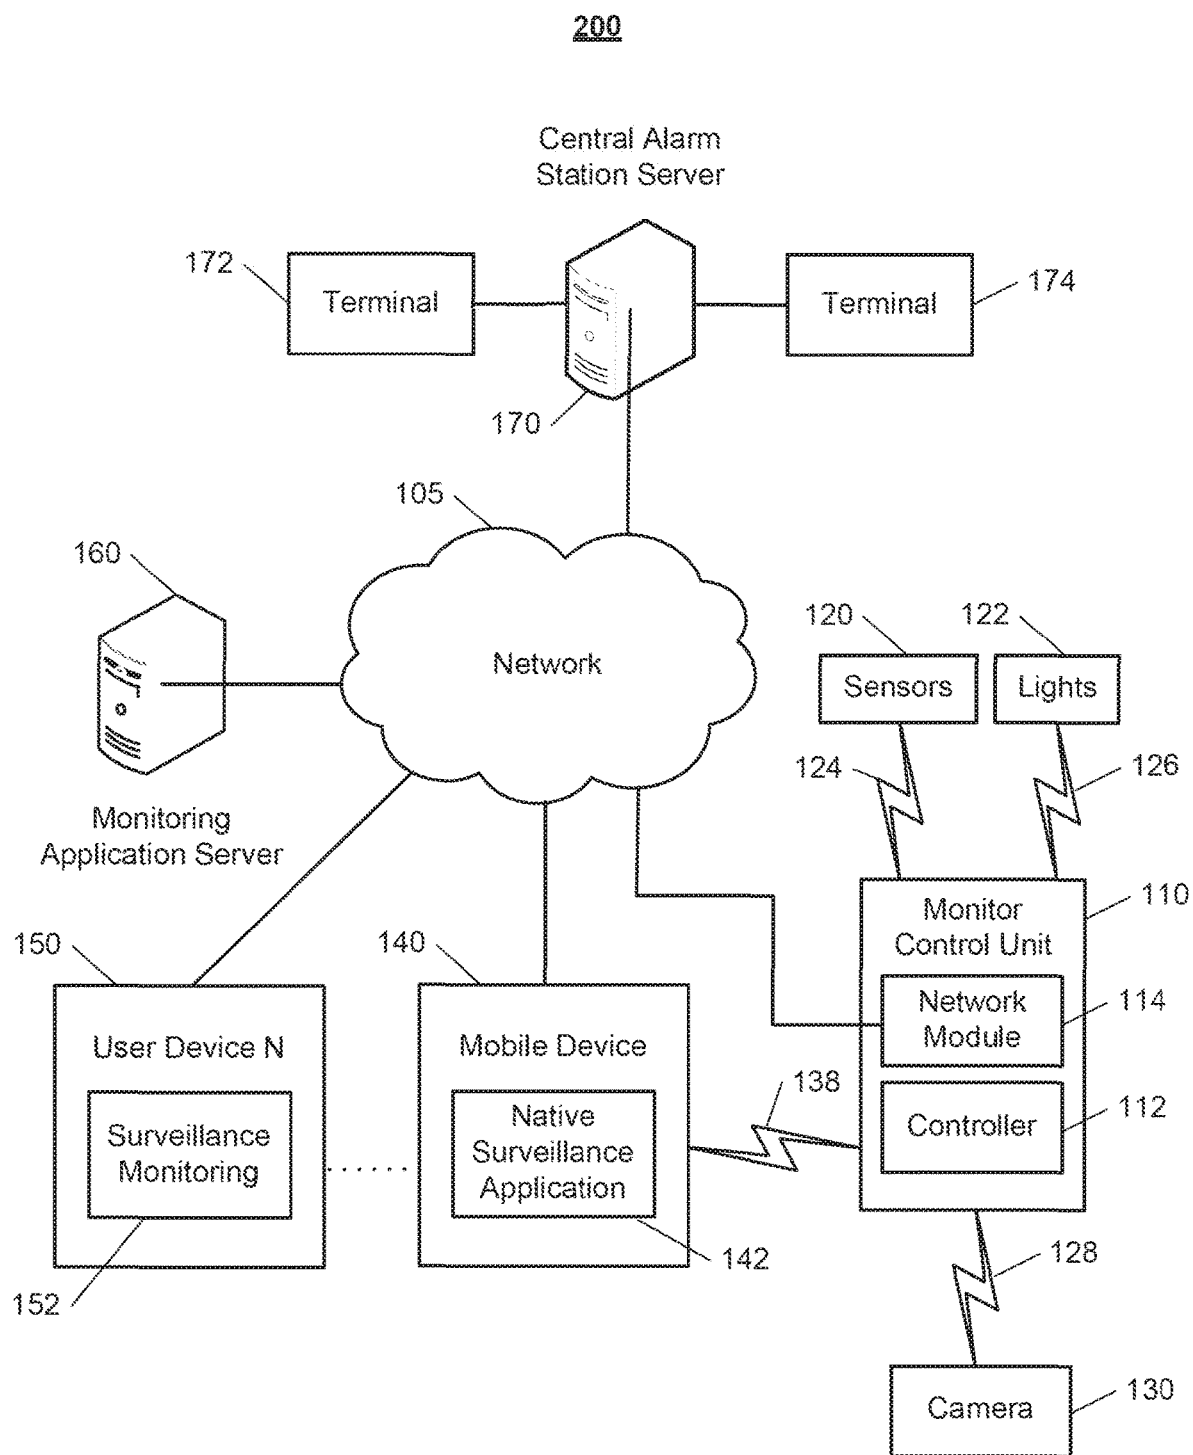 200
Central Alarm
Station Server
172
Terminal
Terminal
174
170
105
160
Network
120
122
Sensors
Lights
124
126
Monitoring
Application Server
Monitor
Control Unit
110
150
140
Network
Module
114
User Device N
Mobile Device
138
Surveillance
Monitoring
Native
Surveillance
Application
Controller
112
152
142
128
Camera
130